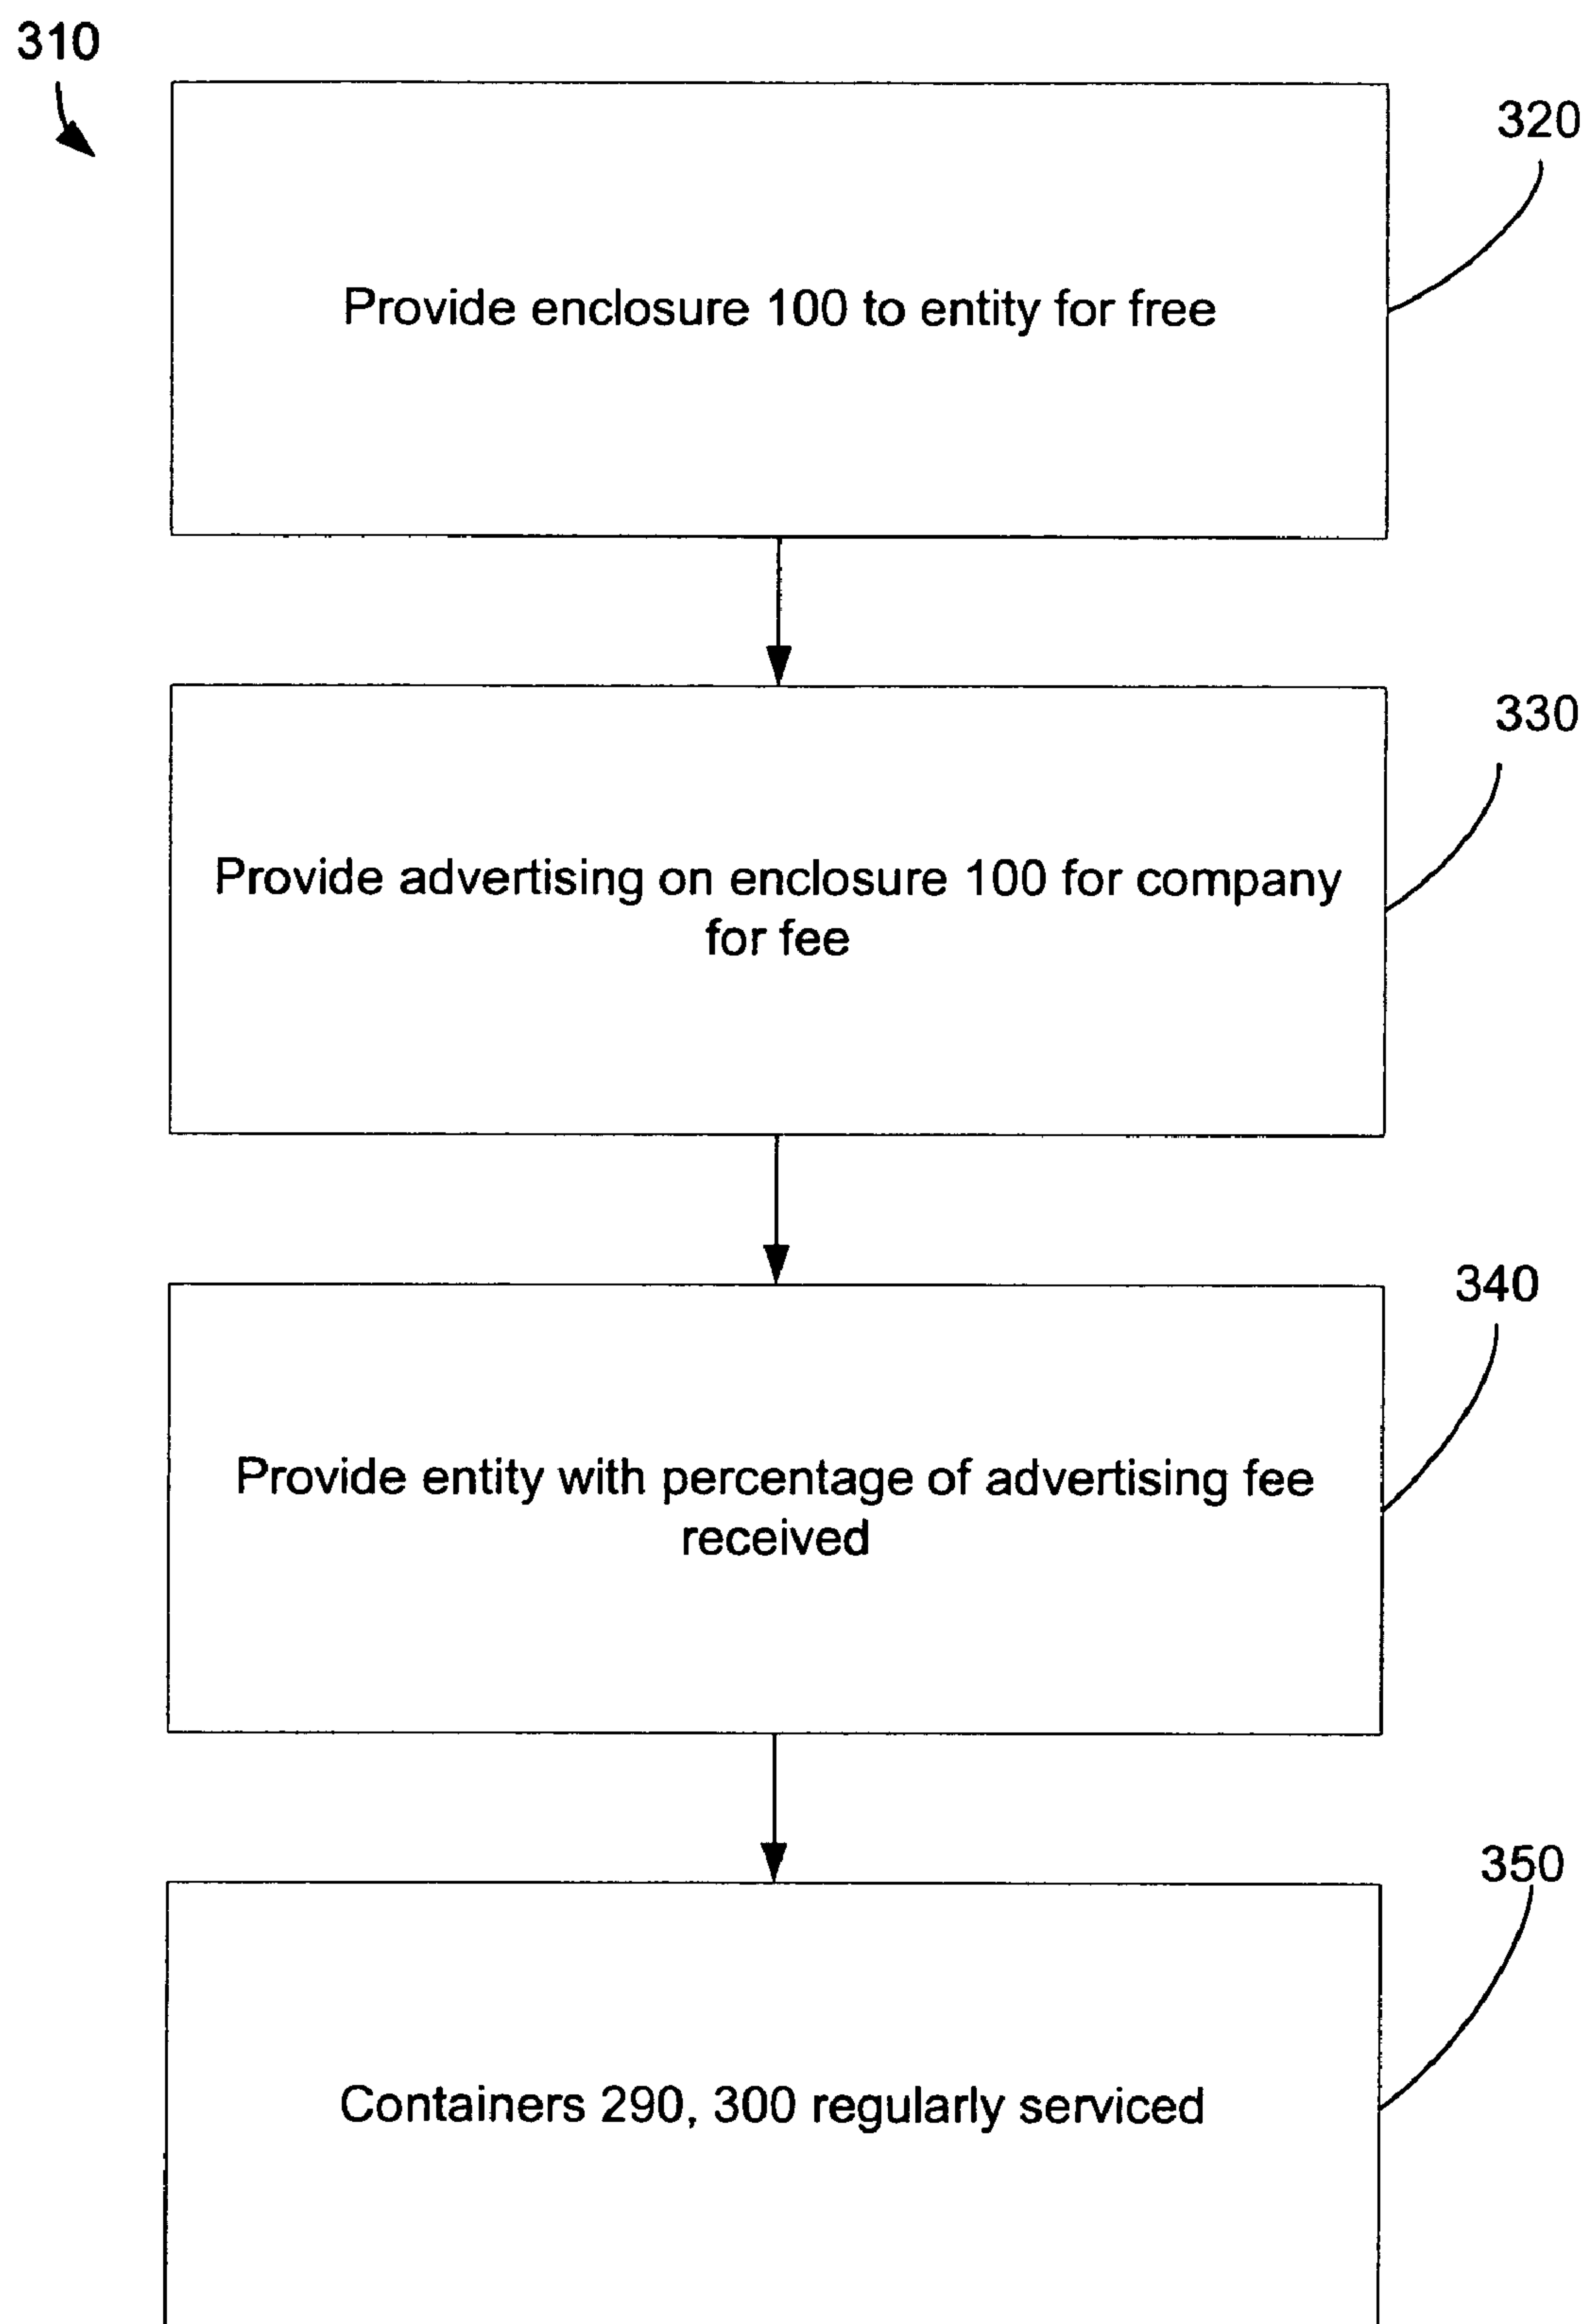 310
320
Provide enclosure 100 to entity for free
330
Provide advertising on enclosure 100 for company
for fee
340
Provide entity with percentage of advertising fee
received
350
Containers 290, 300 regularly serviced